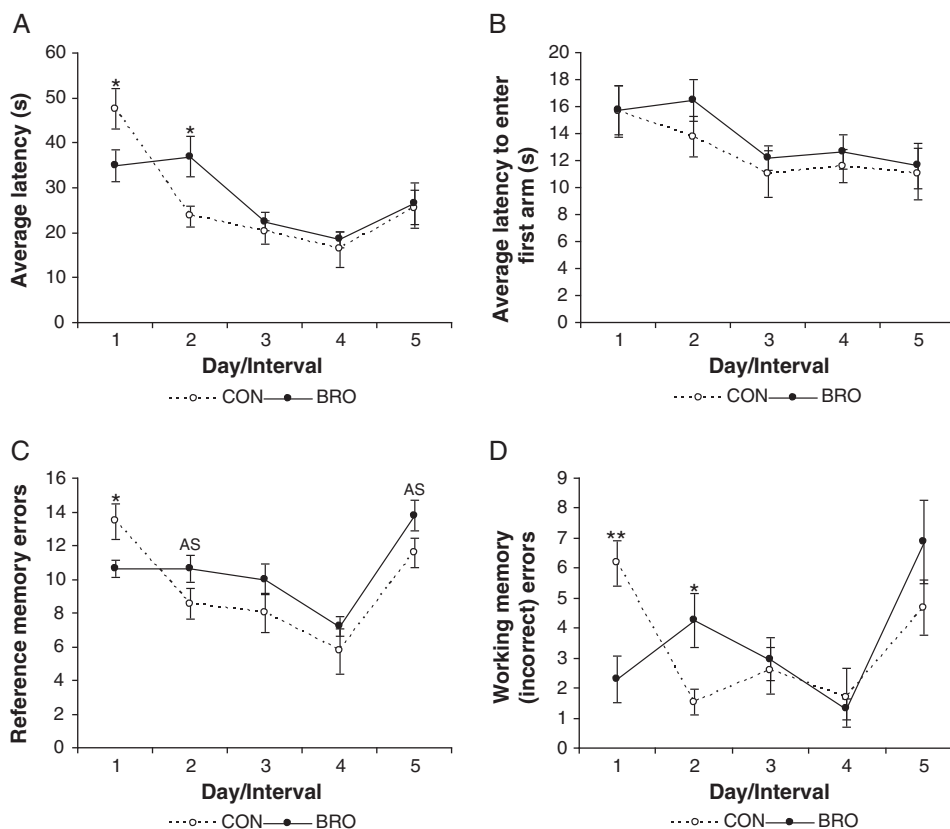 A
Average latency (s)
60
50
40
30
20
10
0
*
*
1 2 3 4 5
Day/Interval
CON BRO
B
Average latency to enter
first arm (s)
20
18
16
14
12
10
8
6
4
2
0
1 2 3 4 5
Day/Interval
CON BRO
C
Reference memory errors
16
14
12
10
8
6
4
2
0
*
AS
AS
1 2 3 4 5
Day/Interval
CON BRO
D
Working memory
(incorrect) errors
9
8
7
6
5
4
3
2
1
0
**
*
1 2 3 4 5
Day/Interval
CON BRO